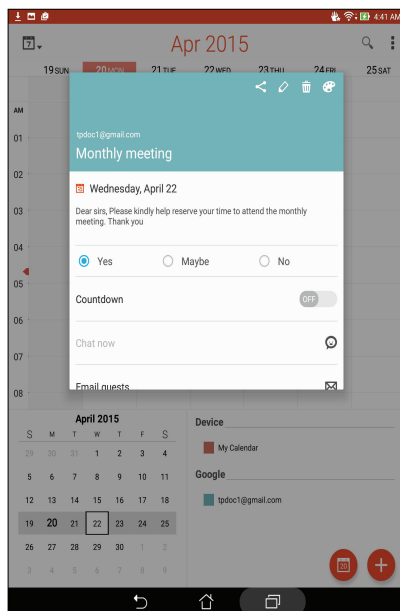 4:41 AM
7
Apr 2015
19 SUN 20 MON 21 TUE 22 WED 23 THU 24 FRI 25 SAT
AM
01
02
03
04
05
06
07
08
tpdoc1@gmail.com
Monthly meeting
Wednesday, April 22
Dear sirs, Please kindly help reserve your time to attend the monthly
meeting. Thank you
Yes Maybe No
Countdown OFF
Chat now
Email guests
April 2015
S M T W T F S
29 30 31 1 2 3 4
5 6 7 8 9 10 11
12 13 14 15 16 17 18
19 20 21 22 23 24 25
26 27 28 29 30 1 2
3 4 5 6 7 8 9
Device
My Calendar
Google
tpdoc1@gmail.com
20
+